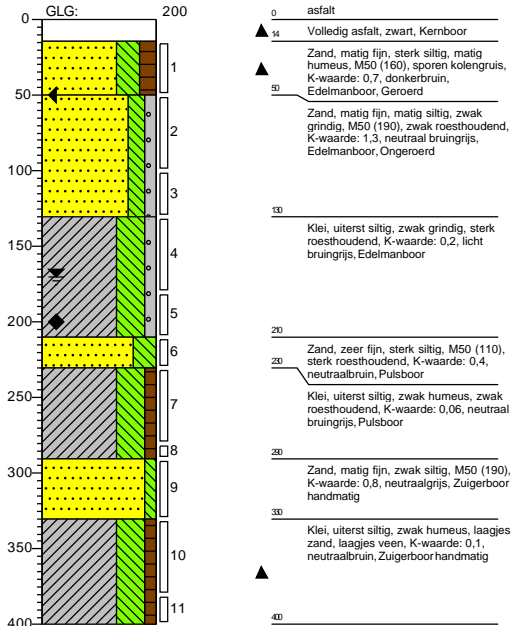 GLG: 200
0
50
100
150
200
250
300
350
400
1
2
3
4
5
6
7
8
9
10
11
0
asfalt
14
Volledig asfalt, zwart, Kernboor
Zand, matig fijn, sterk siltig, matig
humeus, M50 (160), sporen kolengruis,
K-waarde: 0,7, donkerbruin,
Edelmanboor, Geroerd
50
Zand, matig fijn, matig siltig, zwak
grindig, M50 (190), zwak roesthoudend,
K-waarde: 1,3, neutraal bruingrijs,
Edelmanboor, Ongeroerd
130
Klei, uiterst siltig, zwak grindig, sterk
roesthoudend, K-waarde: 0,2, licht
bruingrijs, Edelmanboor
210
Zand, zeer fijn, sterk siltig, M50 (110),
sterk roesthoudend, K-waarde: 0,4,
neutraalbruin, Pulsboor
230
Klei, uiterst siltig, zwak humeus, zwak
roesthoudend, K-waarde: 0,06, neutraal
bruingrijs, Pulsboor
290
Zand, matig fijn, zwak siltig, M50 (190),
K-waarde: 0,8, neutraalgrijs, Zuigerboor
handmatig
330
Klei, uiterst siltig, zwak humeus, laagjes
zand, laagjes veen, K-waarde: 0,1,
neutraalbruin, Zuigerboor handmatig
400